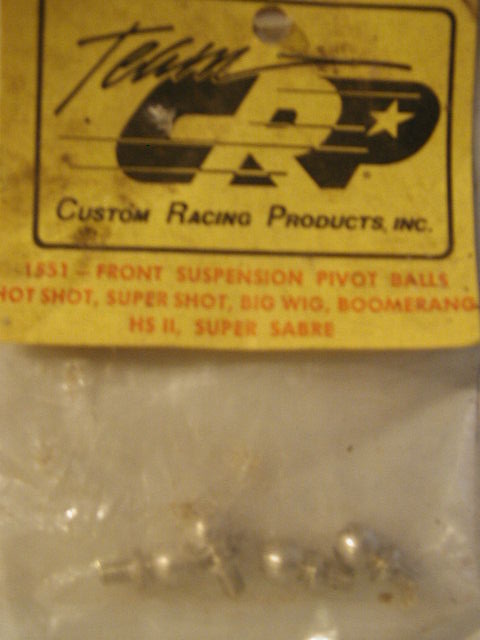 Team
CRP
CUSTOM RACING PRODUCTS, INC.
1851 - FRONT SUSPENSION PIVOT BALLS
HOT SHOT, SUPER SHOT, BIG WIG, BOOMERANG
HS II, SUPER SABRE